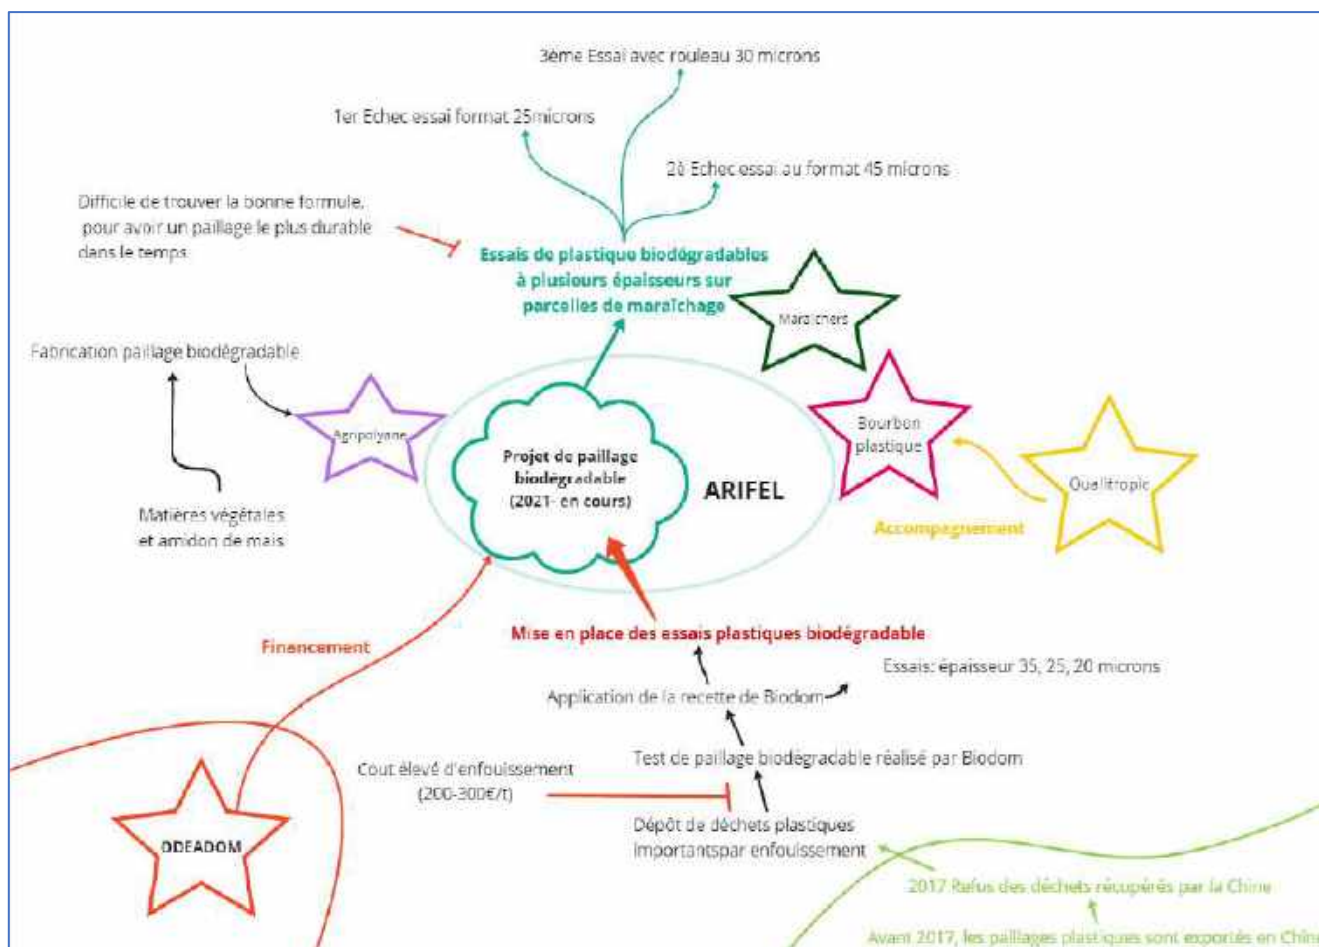 3ème Essai avec rouleau 30 microns
1er Echec essai format 25microns
2è Echec essai au format 45 microns
Difficile de trouver la bonne formule,
pour avoir un paillage le plus durable
dans le temps
Essais de plastique biodégradables
à plusieurs épaisseurs sur
parcelles de maraîchage
Maraîchers
Fabrication paillage biodégradable
Agripolyane
Bourbon
plastique
Qualitropic
Projet de paillage
biodégradable
(2021- en cours)
ARIFEL
Matières végétales
et amidon de mais
Accompagnement
Mise en place des essais plastiques biodégradable
Financement
Essais: épaisseur 35, 25, 20 microns
Application de la recette de Biodom
Test de paillage biodégradable réalisé par Biodom
Cout élevé d'enfouissement
(200-300€/t)
Dépôt de déchets plastiques
importantspar enfouissement
ODEADOM
2017 Refus des déchets récupérés par la Chine
Avant 2017, les paillages plastiques sont exportés en Chine